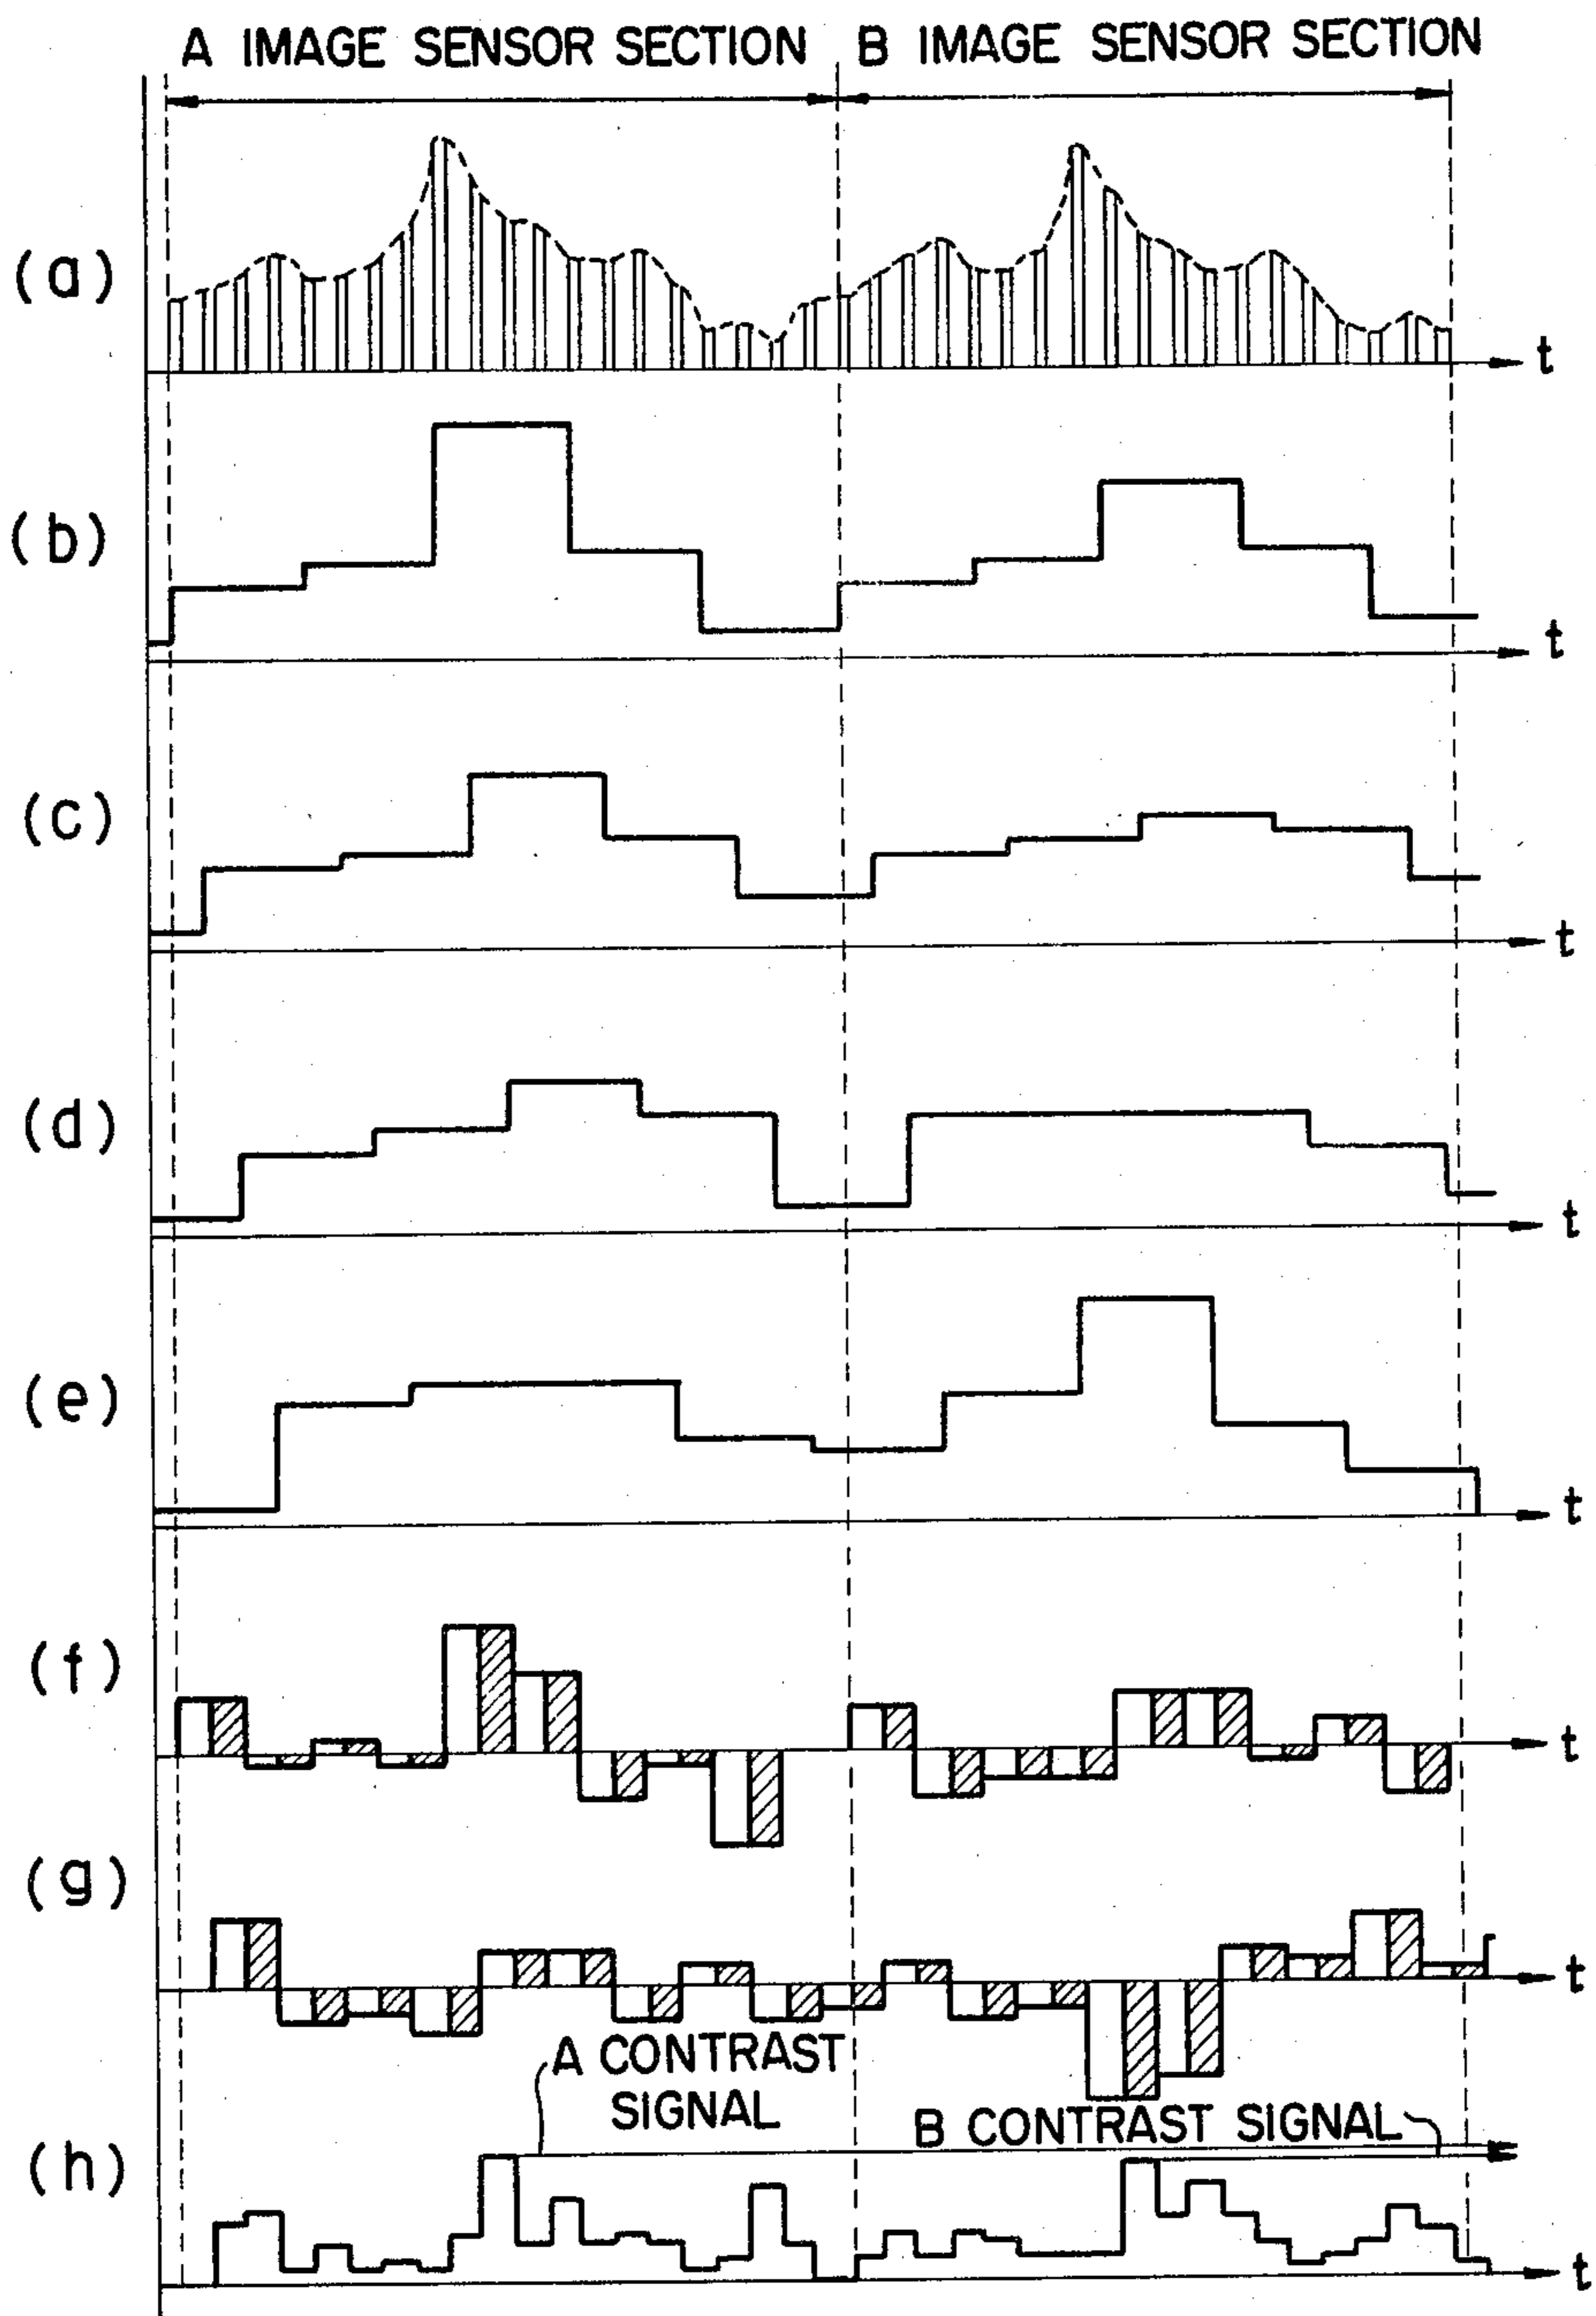 A IMAGE SENSOR SECTION B IMAGE SENSOR SECTION
(a)
t
(b)
t
(c)
t
(d)
t
(e)
t
(f)
t
(g)
t
A CONTRAST
SIGNAL
B CONTRAST SIGNAL
(h)
t